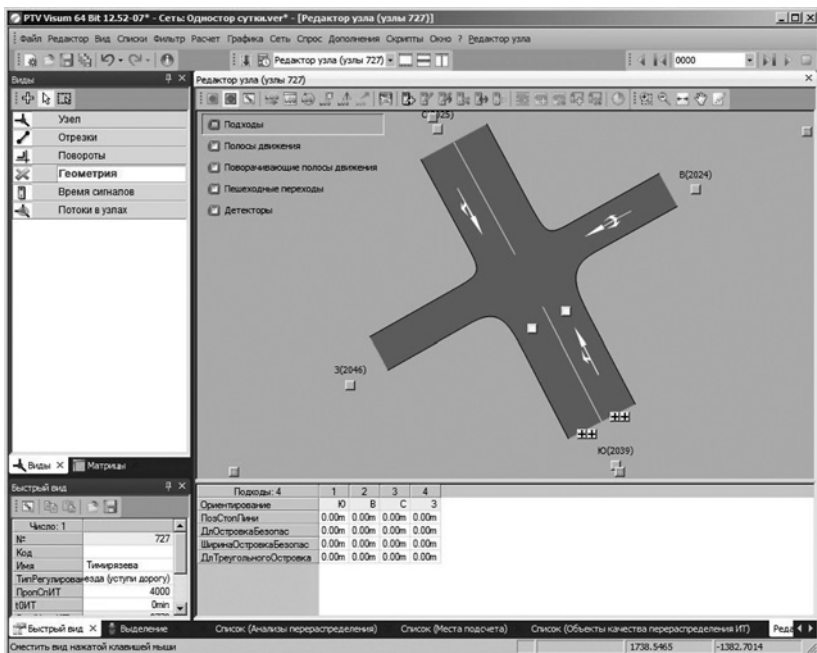 PTV Visum 64 Bit 12.52-07* - Сеть: Одностор сутки.ver* - [Редактор узла (узлы 727)]
Файл Редактор Вид Списки Фильтр Расчет Графика Сеть Спрос Дополнения Скрипты Окно ? Редактор узла
Редактор узла (узлы 727) 0000
Виды
Редактор узла (узлы 727)
Узел
Отрезки
Повороты
Геометрия
Время сигналов
Потоки в узлах
Подходы
Полосы движения
Поворачивающие полосы движения
Пешеходные переходы
Детекторы
В(2024)
З(2046)
Ю(2039)
Виды Матрицы
Быстрый вид
Число: 1
№ 727
Код
Имя Тимирязева
ТипРегулирован езда (уступи дорогу)
ПропСпИТ 4000
t0ИТ 0min
Подходы: 4 1 2 3 4
Ориентирование Ю В С З
ПозСтопЛини 0.00m 0.00m 0.00m 0.00m
ДлОстровкаБезопас 0.00m 0.00m 0.00m 0.00m
ШиринаОстровкаБезопас 0.00m 0.00m 0.00m 0.00m
ДлТреугольногоОстровка 0.00m 0.00m 0.00m 0.00m
Быстрый вид Выделение Список (Анализы перераспределения) Список (Места подсчета) Список (Объекты качества перераспределения ИТ) Реда
Сместить вид нажатой клавишей мыши 1738.5465 -1382.7014